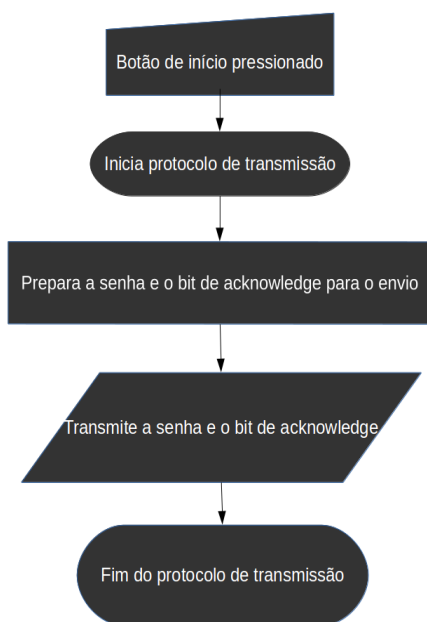 Botão de início pressionado
Inicia protocolo de transmissão
Prepara a senha e o bit de acknowledge para o envio
Transmite a senha e o bit de acknowledge
Fim do protocolo de transmissão